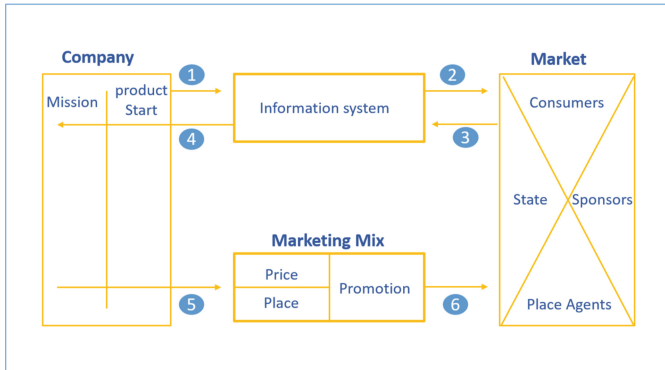 Company
Market
1
2
Mission
product
Start
Information system
Consumers
4
3
State
Sponsors
Marketing Mix
Price
Place
Promotion
5
6
Place Agents